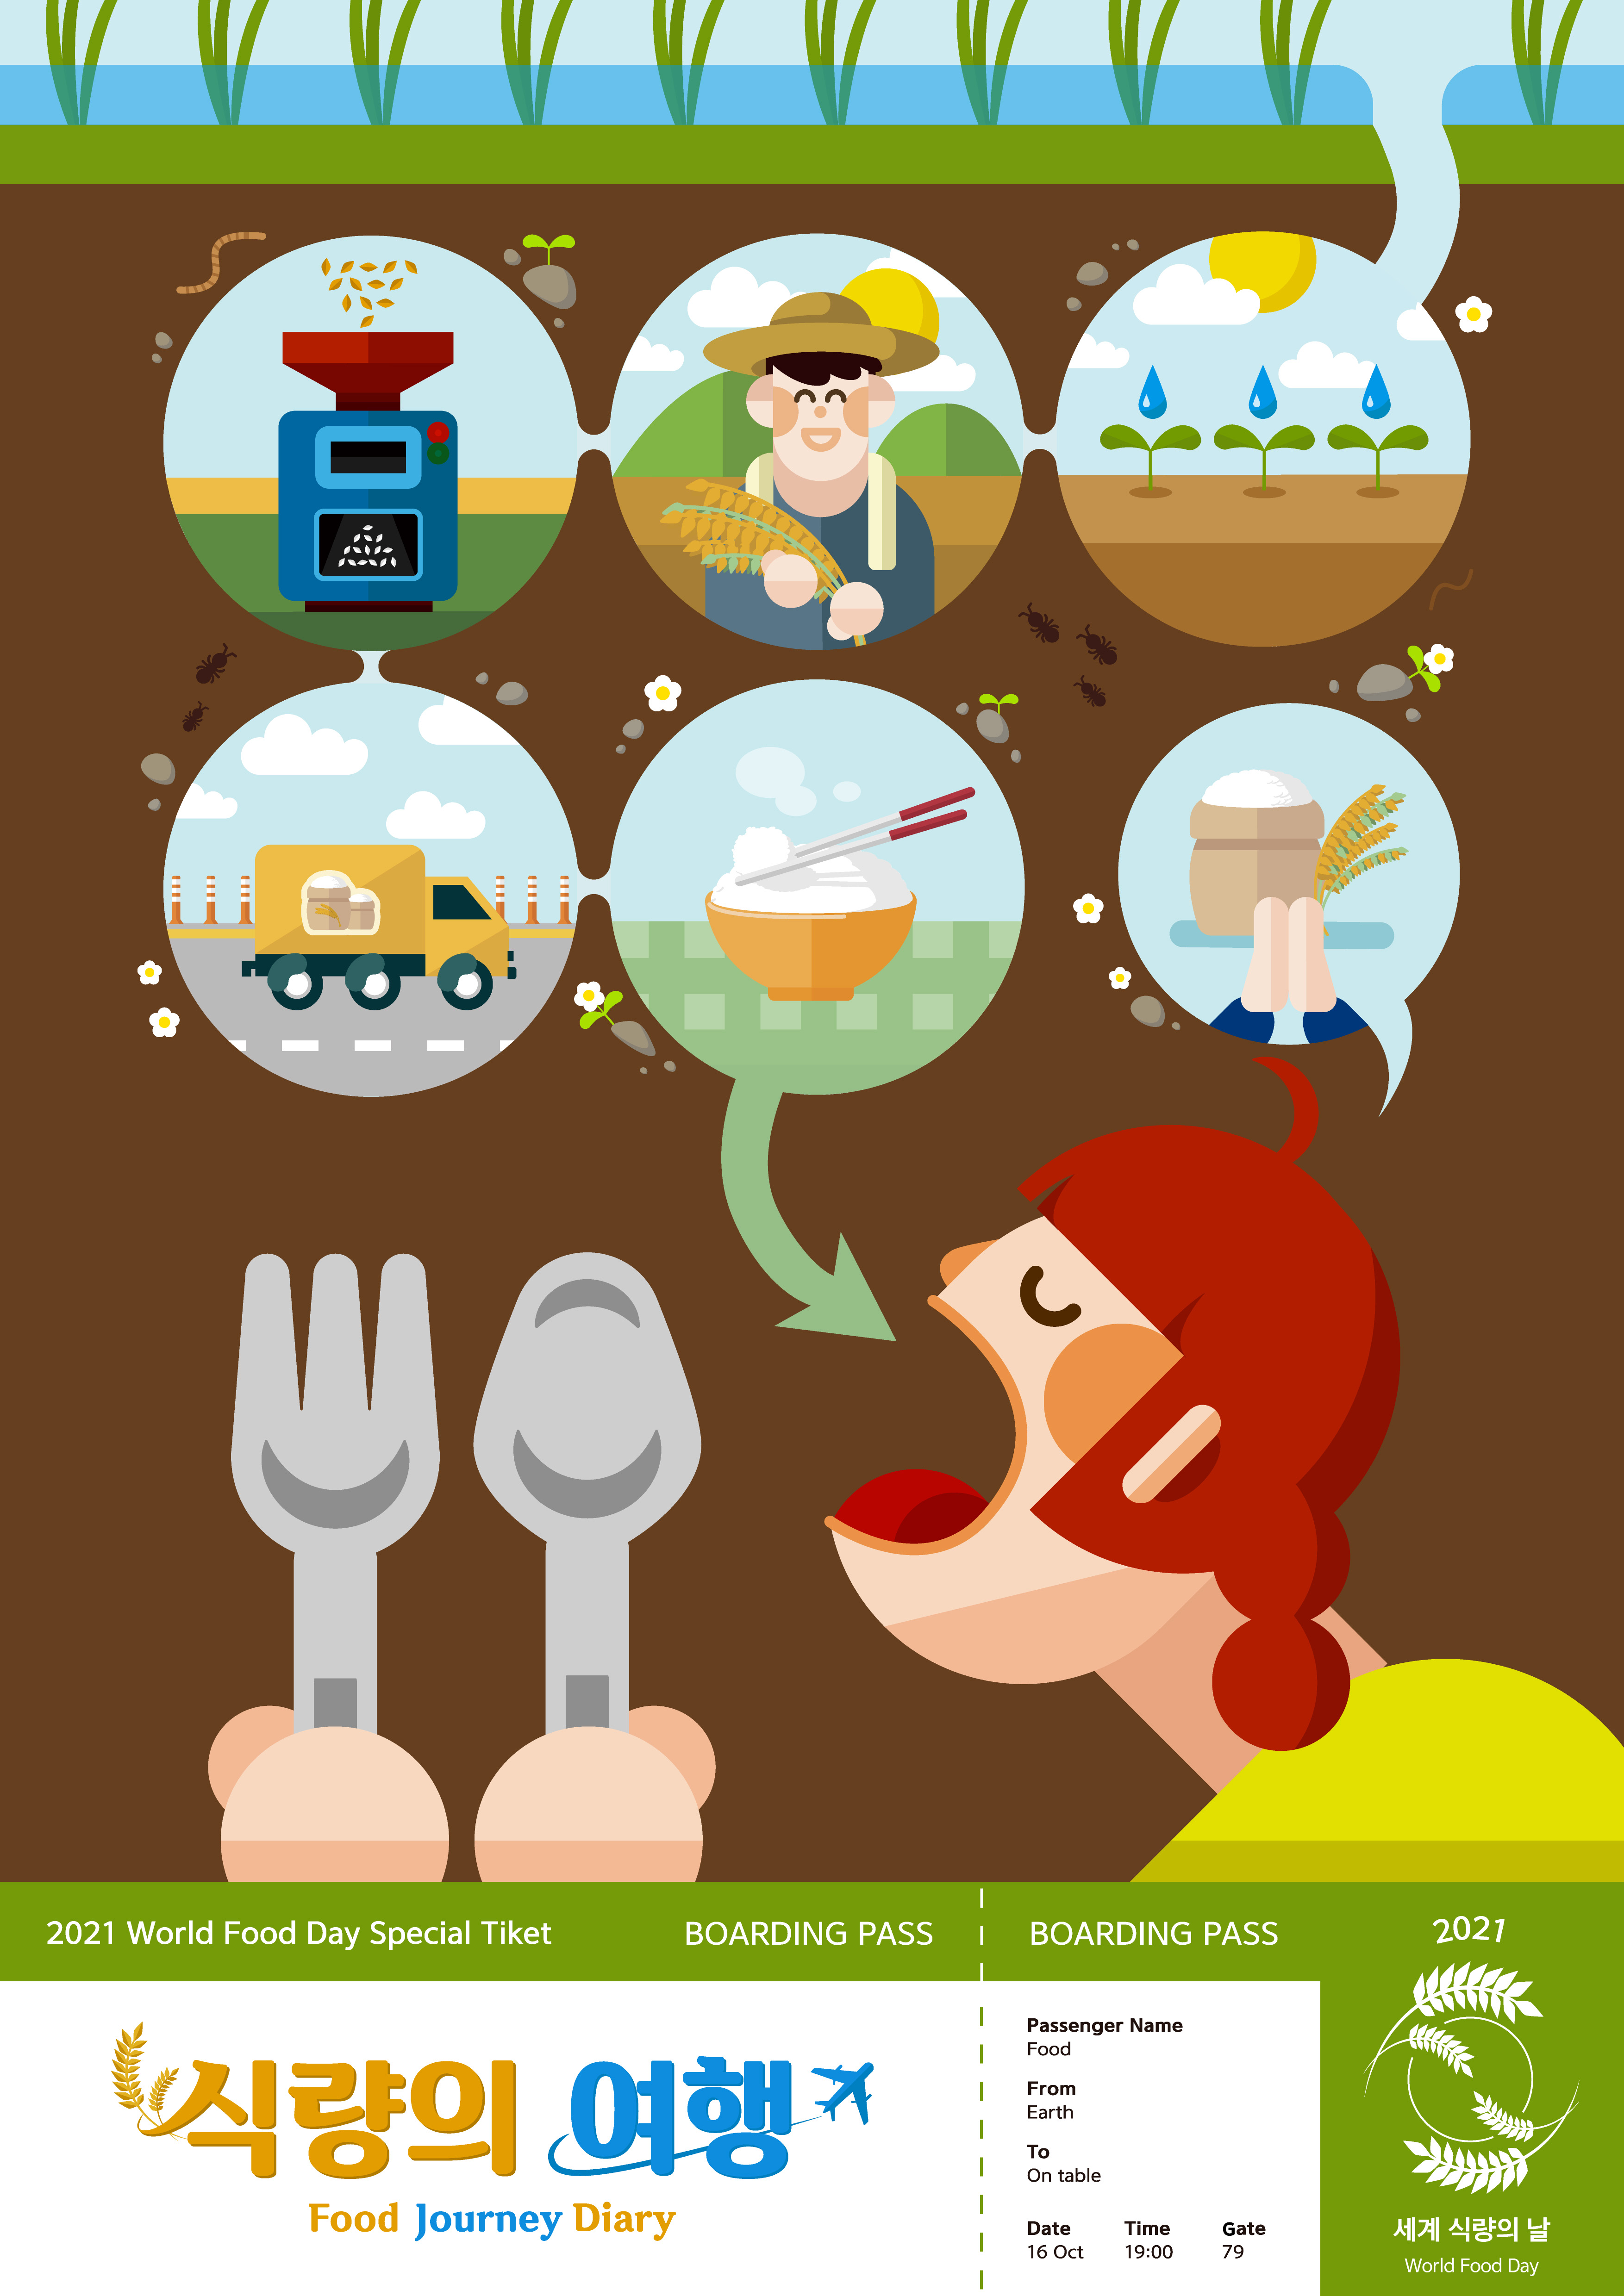 2021 World Food Day Special Tiket
BOARDING PASS
식량의 여행
Food Journey Diary
BOARDING PASS
Passenger Name
Food
From
Earth
To
On table
Date Time Gate
16 Oct 19:00 79
2021
세계 식량의 날
World Food Day